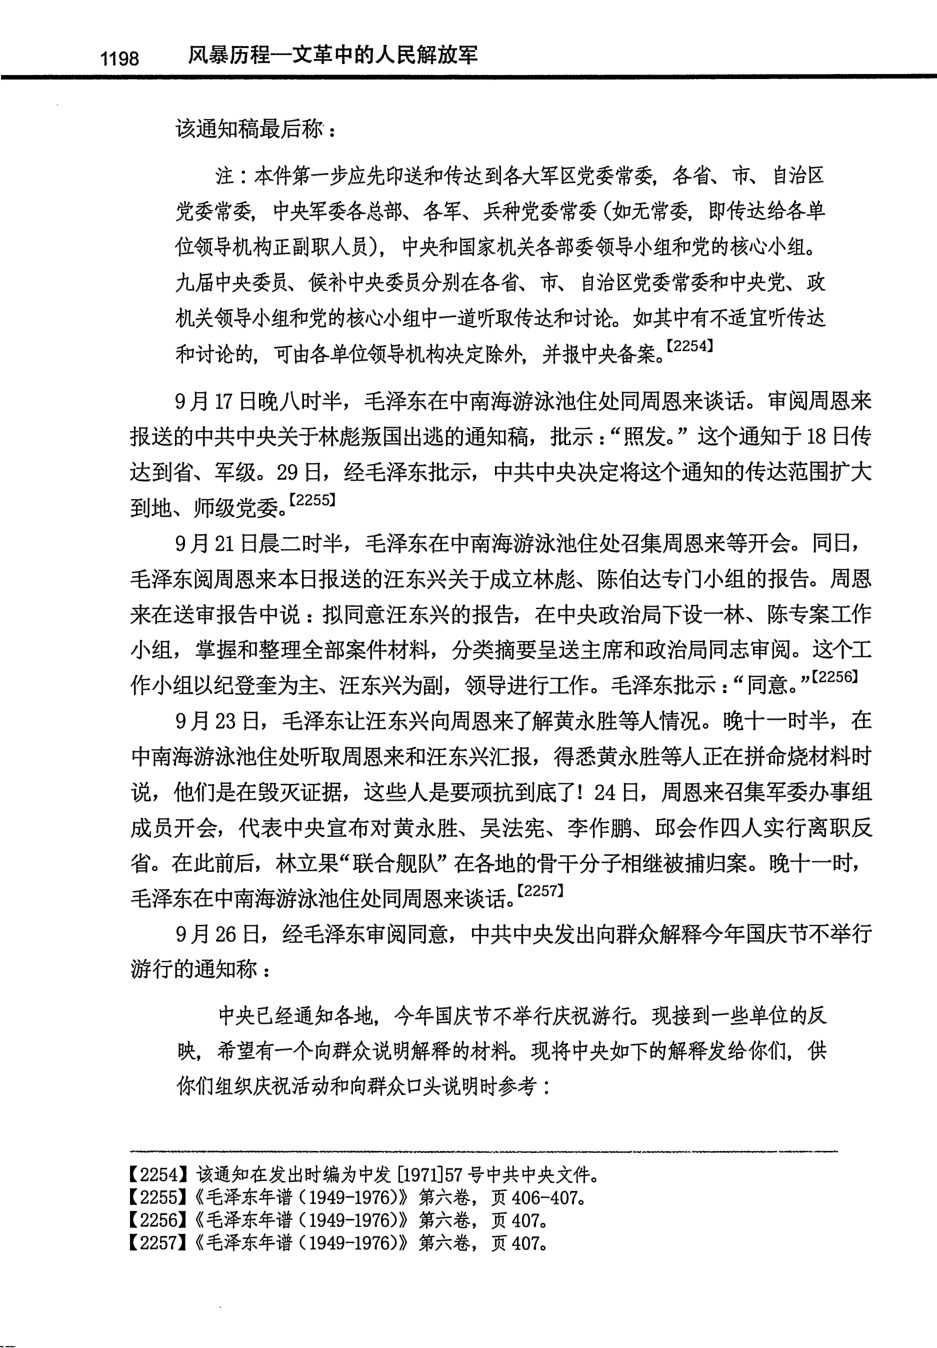 1198 风暴历程—文革中的人民解放军
该通知稿最后称：
注：本件第一步应先印送和传达到各大军区党委常委，各省、市、自治区
党委常委，中央军委各总部、各军、兵种党委常委（如无常委，即传达给各单
位领导机构正副职人员），中央和国家机关各部委领导小组和党的核心小组。
九届中央委员、候补中央委员分别在各省、市、自治区党委常委和中央党、政
机关领导小组和党的核心小组中一道听取传达和讨论。如其中有不适宜听传达
和讨论的，可由各单位领导机构决定除外，并报中央备案。【2254】
9月17日晚八时半，毛泽东在中南海游泳池住处同周恩来谈话。审阅周恩来
报送的中共中央关于林彪叛国出逃的通知稿，批示：“照发。”这个通知于18日传
达到省、军级。29日，经毛泽东批示，中共中央决定将这个通知的传达范围扩大
到地、师级党委。【2255】
9月21日晨二时半，毛泽东在中南海游泳池住处召集周恩来等开会。同日，
毛泽东阅周恩来本日报送的汪东兴关于成立林彪、陈伯达专门小组的报告。周恩
来在送审报告中说：拟同意汪东兴的报告，在中央政治局下设一林、陈专案工作
小组，掌握和整理全部案件材料，分类摘要呈送主席和政治局同志审阅。这个工
作小组以纪登奎为主、汪东兴为副，领导进行工作。毛泽东批示：“同意。”【2256】
9月23日，毛泽东让汪东兴向周恩来了解黄永胜等人情况。晚十一时半，在
中南海游泳池住处听取周恩来和汪东兴汇报，得悉黄永胜等人正在拼命烧材料时
说，他们是在毁灭证据，这些人是要顽抗到底了！24日，周恩来召集军委办事组
成员开会，代表中央宣布对黄永胜、吴法宪、李作鹏、邱会作四人实行离职反
省。在此前后，林立果“联合舰队”在各地的骨干分子相继被捕归案。晚十一时，
毛泽东在中南海游泳池住处同周恩来谈话。【2257】
9月26日，经毛泽东审阅同意，中共中央发出向群众解释今年国庆节不举行
游行的通知称：
中央已经通知各地，今年国庆节不举行庆祝游行。现接到一些单位的反
映，希望有一个向群众说明解释的材料。现将中央如下的解释发给你们，供
你们组织庆祝活动和向群众口头说明时参考：
【2254】该通知在发出时编为中发[1971]57号中共中央文件。
【2255】《毛泽东年谱（1949-1976）》第六卷，页406-407。
【2256】《毛泽东年谱（1949-1976）》第六卷，页407。
【2257】《毛泽东年谱（1949-1976）》第六卷，页407。